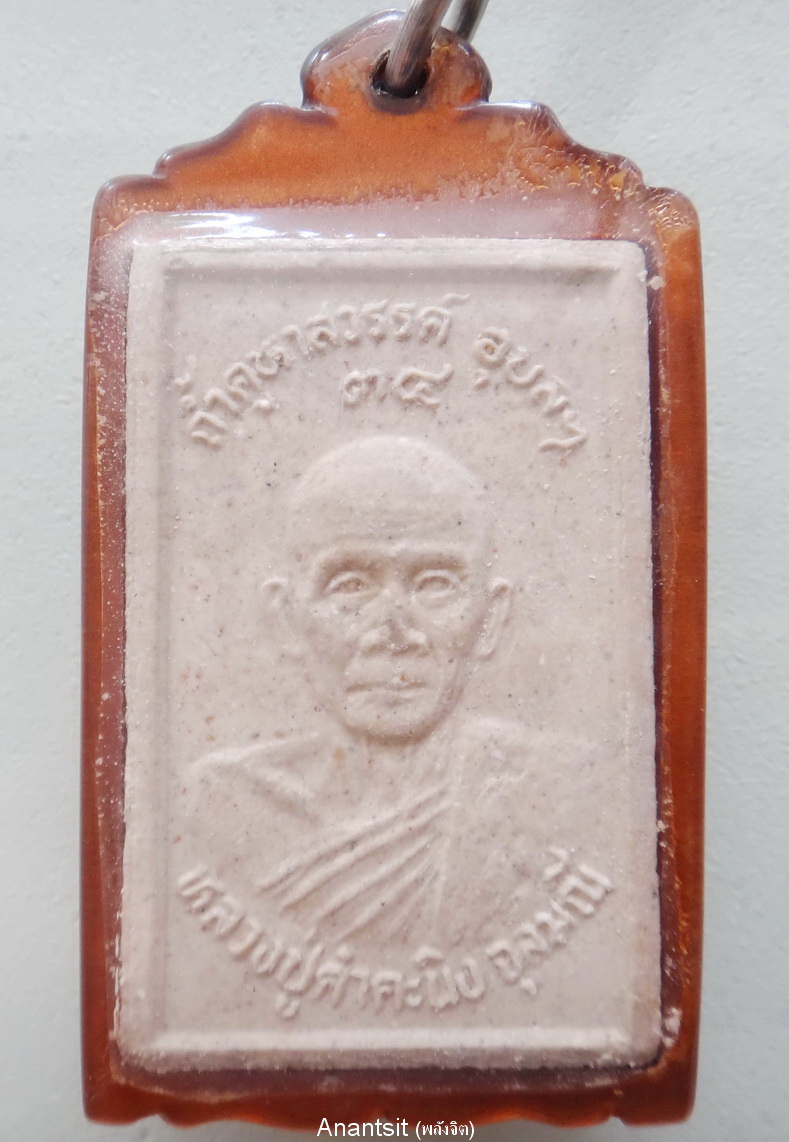 ถ้ำคูหาสวรรค์ อุบลฯ
๓๔
หลวงปู่คำคะนิง จุลมณี
Anantsit (พลังจิต)